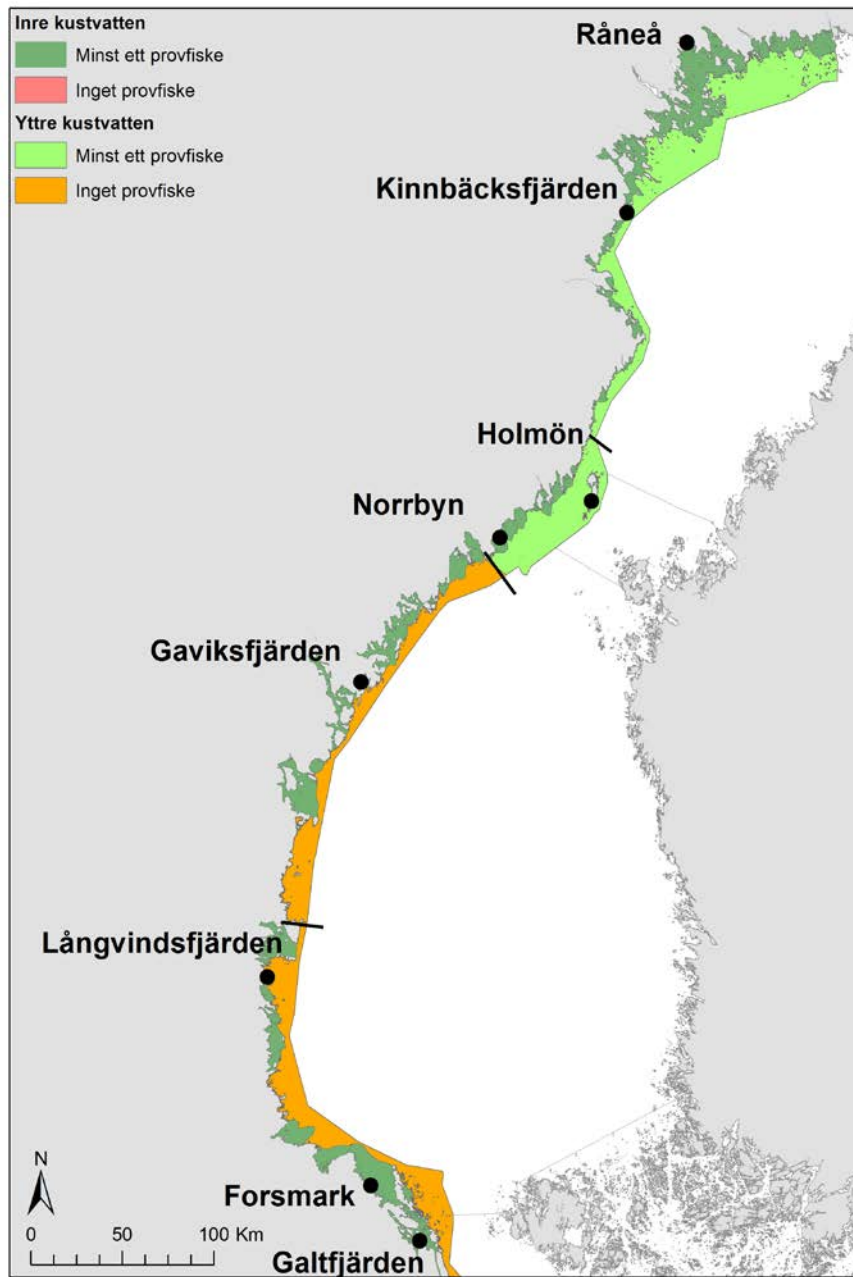 Inre kustvatten
Minst ett provfiske
Inget provfiske
Yttre kustvatten
Minst ett provfiske
Inget provfiske
Råneå
Kinnbäcksfjärden
Holmön
Norrbyn
Gaviksfjärden
Långvindsfjärden
Forsmark
Galtfjärden
N
0 50 100 Km